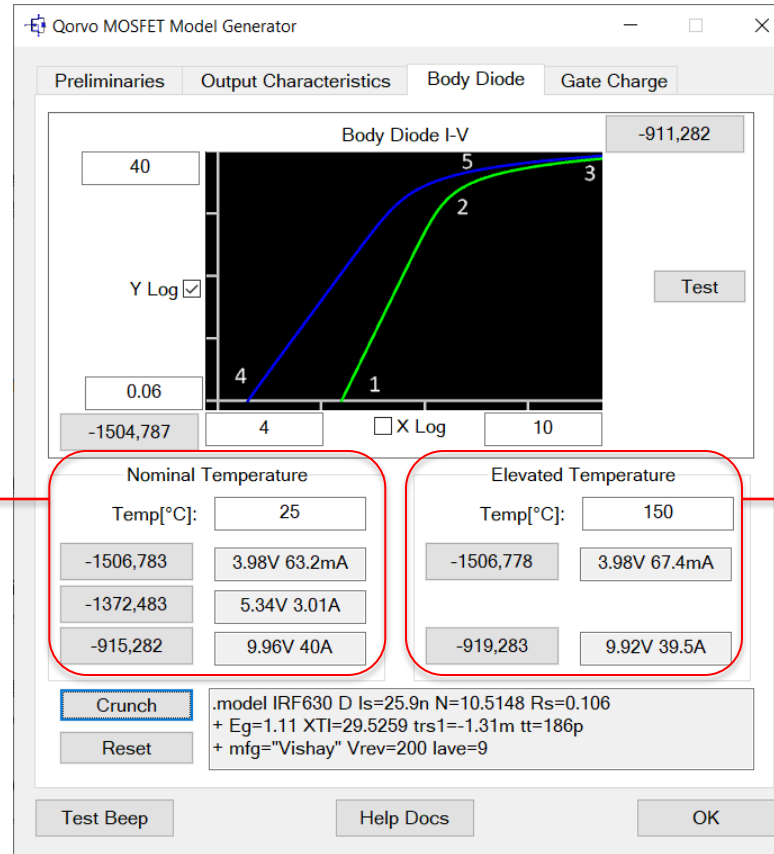 Qorvo MOSFET Model Generator
Preliminaries Output Characteristics Body Diode Gate Charge
Body Diode I-V -911,282
40
5
3
2
Y Log Test
4
1
0.06
-1504,787 4 X Log 10
Nominal Temperature Elevated Temperature
Temp[°C]: 25 Temp[°C]: 150
-1506,783 3.98V 63.2mA -1506,778 3.98V 67.4mA
-1372,483 5.34V 3.01A
-915,282 9.96V 40A -919,283 9.92V 39.5A
Crunch .model IRF630 D Is=25.9n N=10.5148 Rs=0.106
+ Eg=1.11 XTI=29.5259 trs1=-1.31m tt=186p
Reset + mfg="Vishay" Vrev=200 Iave=9
Test Beep Help Docs OK